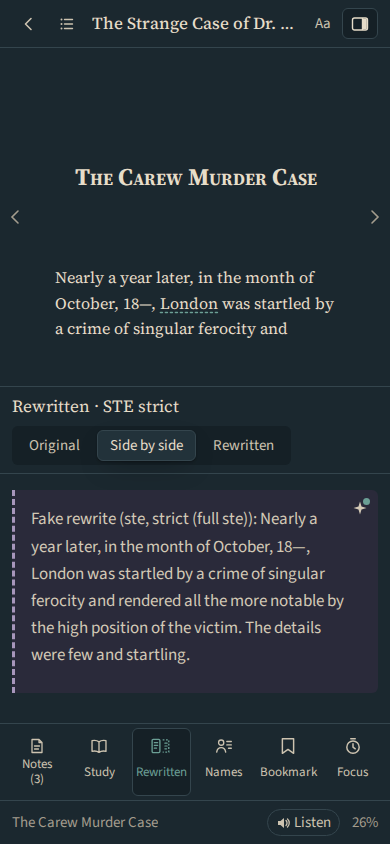 The Strange Case of Dr. ...
Aa
The Carew Murder Case
Nearly a year later, in the month of
October, 18—, London was startled by
a crime of singular ferocity and
Rewritten · STE strict
Original
Side by side
Rewritten
Fake rewrite (ste, strict (full ste)): Nearly a
year later, in the month of October, 18—,
London was startled by a crime of singular
ferocity and rendered all the more notable by
the high position of the victim. The details
were few and startling.
Notes
(3)
Study
Rewritten
Names
Bookmark
Focus
The Carew Murder Case
Listen
26%